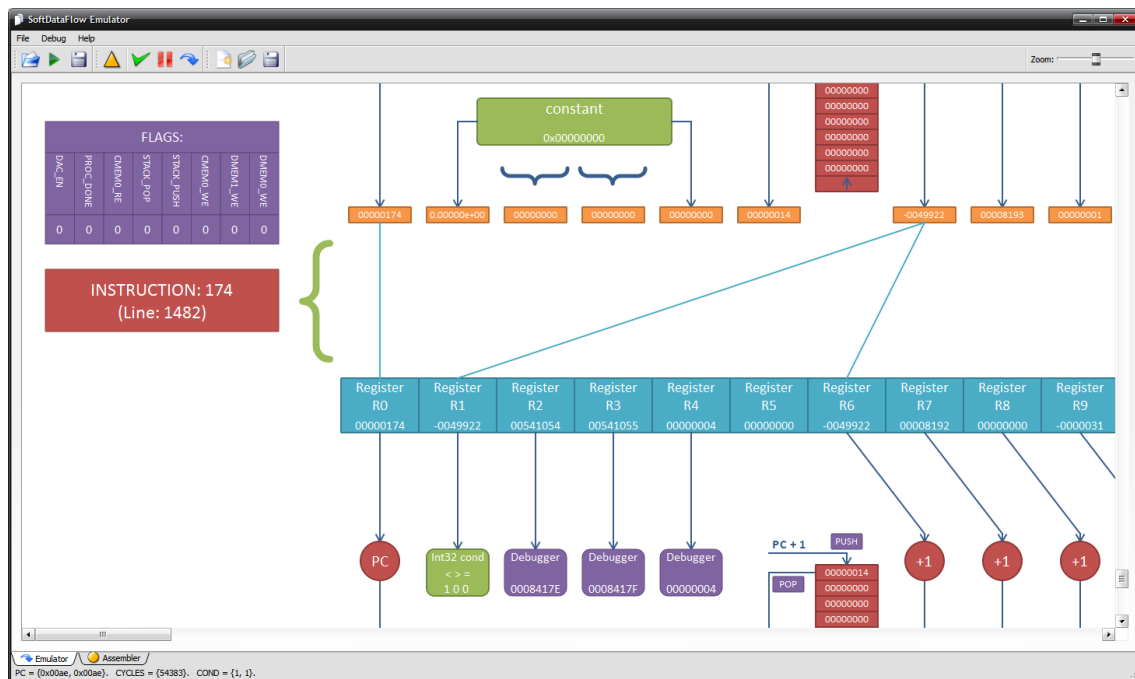 SoftDataFlow Emulator
File Debug Help
Zoom:
FLAGS:
DAC_EN PROC_DONE CMEM0_RE STACK_POP STACK_PUSH CMEM0_WE DMEM1_WE DMEM0_WE
0 0 0 0 0 0 0 0
INSTRUCTION: 174
(Line: 1482)
constant
0x00000000
00000000
00000000
00000000
00000000
00000000
00000000
00000174 0.00000e+00 00000000 00000000 00000000 00000014 -0049922 00008193 00000001
Register Register Register Register Register Register Register Register Register Register
R0 R1 R2 R3 R4 R5 R6 R7 R8 R9
00000174 -0049922 00541054 00541055 00000004 00000000 -0049922 00008192 00000000 -0000031
PC
Int32 cond
< > =
1 0 0
Debugger
0008417E
Debugger
0008417F
Debugger
00000004
PC + 1
PUSH
POP
00000014
00000000
00000000
00000000
+1 +1 +1
Emulator Assembler
PC = {0x00ae, 0x00ae}. CYCLES = {54383}. COND = {1, 1}.